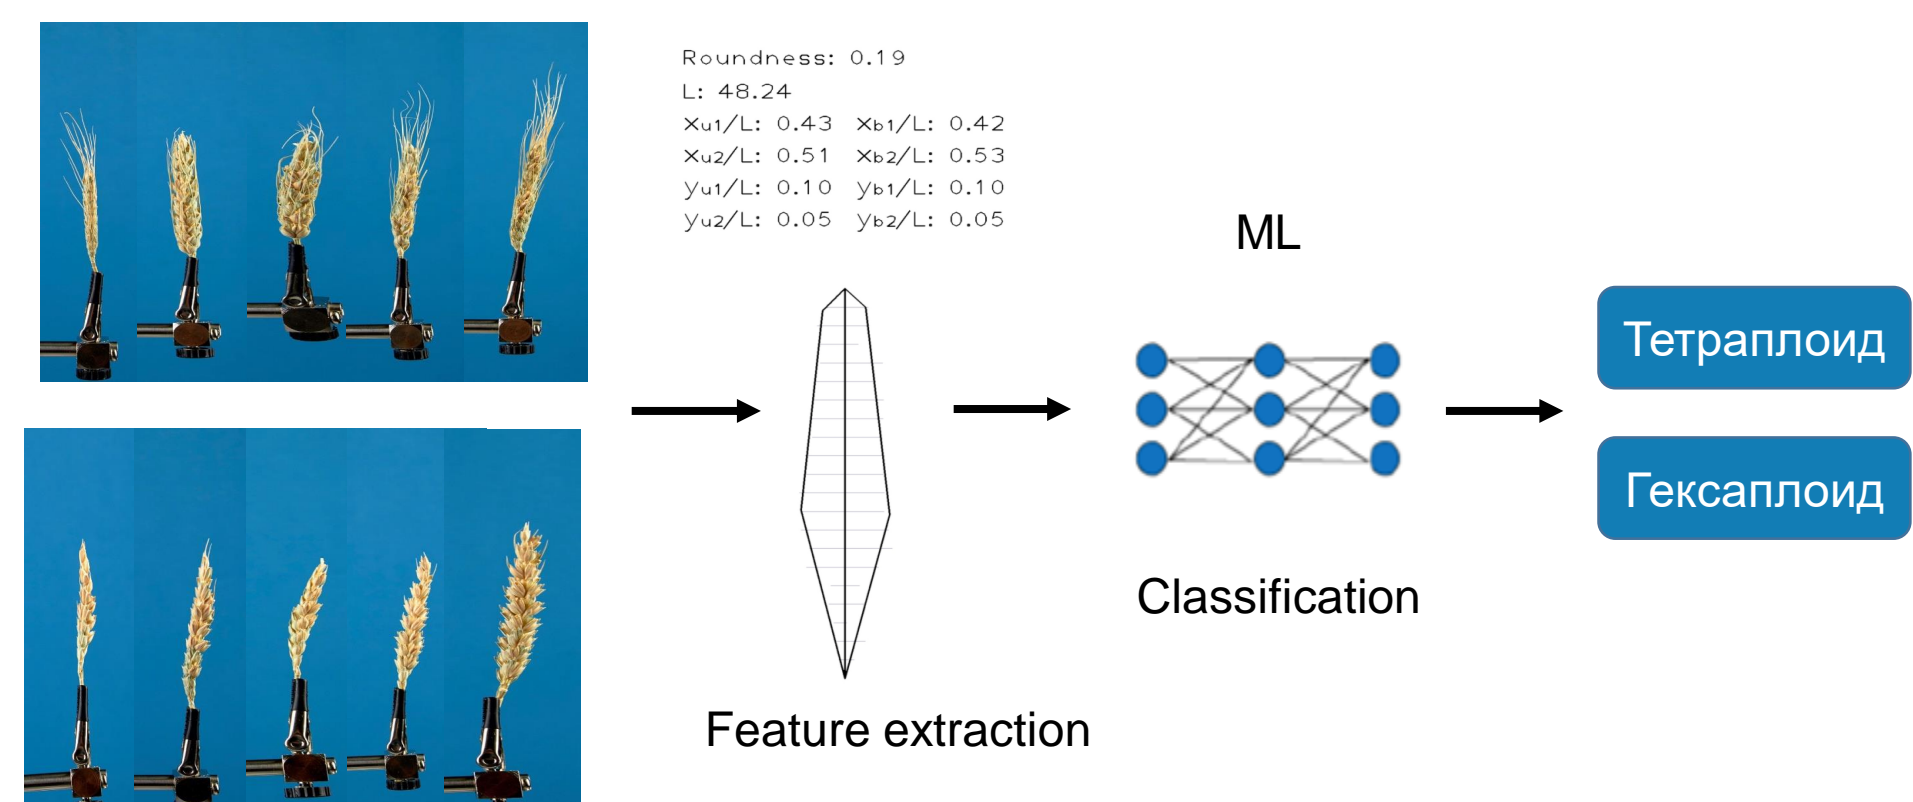 Roundness: 0.19
L: 48.24
xu1/L: 0.43 xb1/L: 0.42
xu2/L: 0.51 xb2/L: 0.53
yu1/L: 0.10 yb1/L: 0.10
yu2/L: 0.05 yb2/L: 0.05
ML
Тетраплоид
Гексаплоид
Classification
Feature extraction